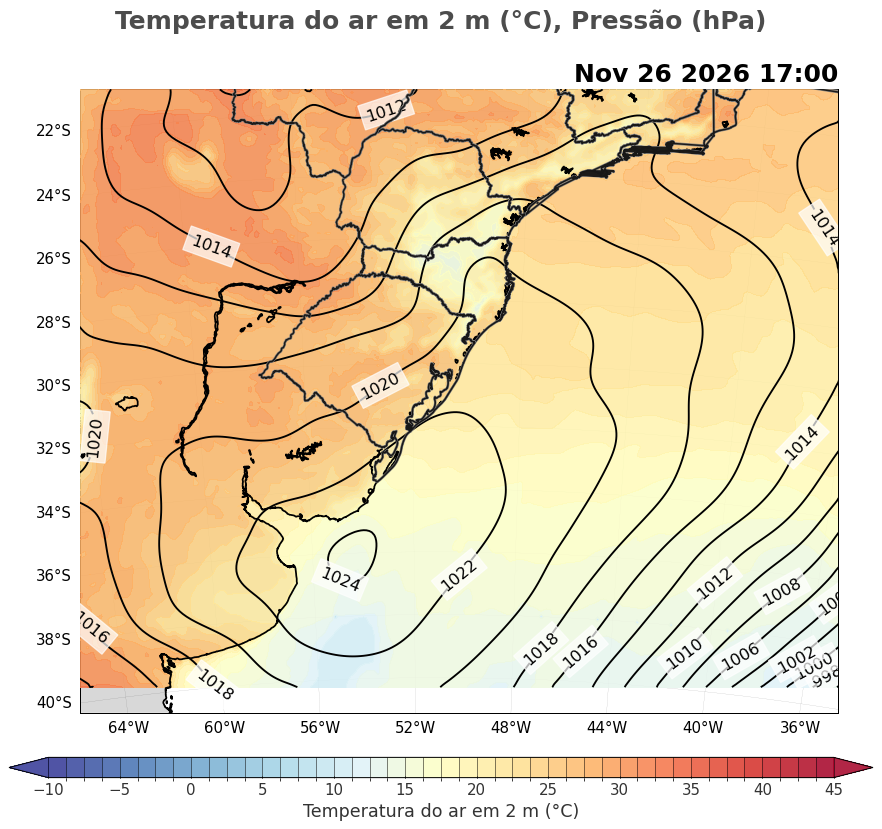 Temperatura do ar em 2 m (°C), Pressão (hPa)
Nov 26 2026 17:00
1012
22°S
24°S
1014
1014
26°S
28°S
30°S
1020
1020
1014
32°S
34°S
1024
1022
1012
1008
36°S
1016
1018
1016
1010
1006
1002
1000
998
38°S
1018
40°S
64°W 60°W 56°W 52°W 48°W 44°W 40°W 36°W
−10 −5 0 5 10 15 20 25 30 35 40 45
Temperatura do ar em 2 m (°C)